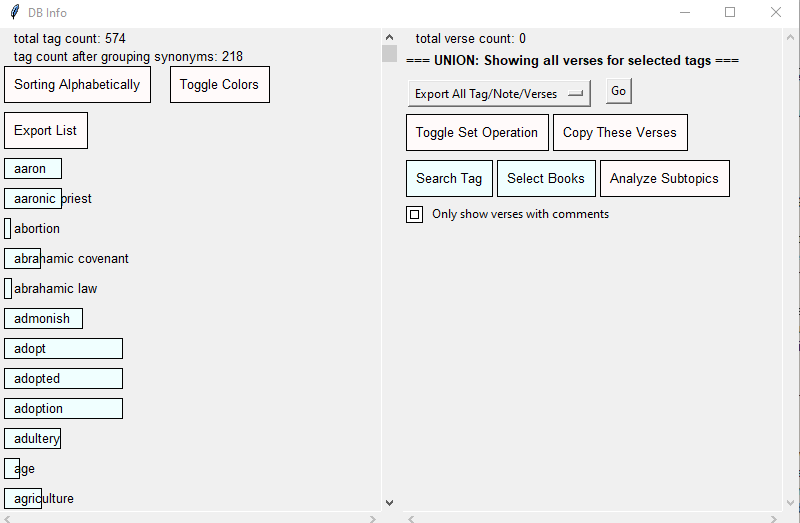 DB Info
total tag count: 574
tag count after grouping synonyms: 218
Sorting Alphabetically
Toggle Colors
Export List
aaron
aaronic priest
abortion
abrahamic covenant
abrahamic law
admonish
adopt
adopted
adoption
adultery
age
agriculture
total verse count: 0
=== UNION: Showing all verses for selected tags ===
Export All Tag/Note/Verses
Go
Toggle Set Operation
Copy These Verses
Search Tag
Select Books
Analyze Subtopics
Only show verses with comments